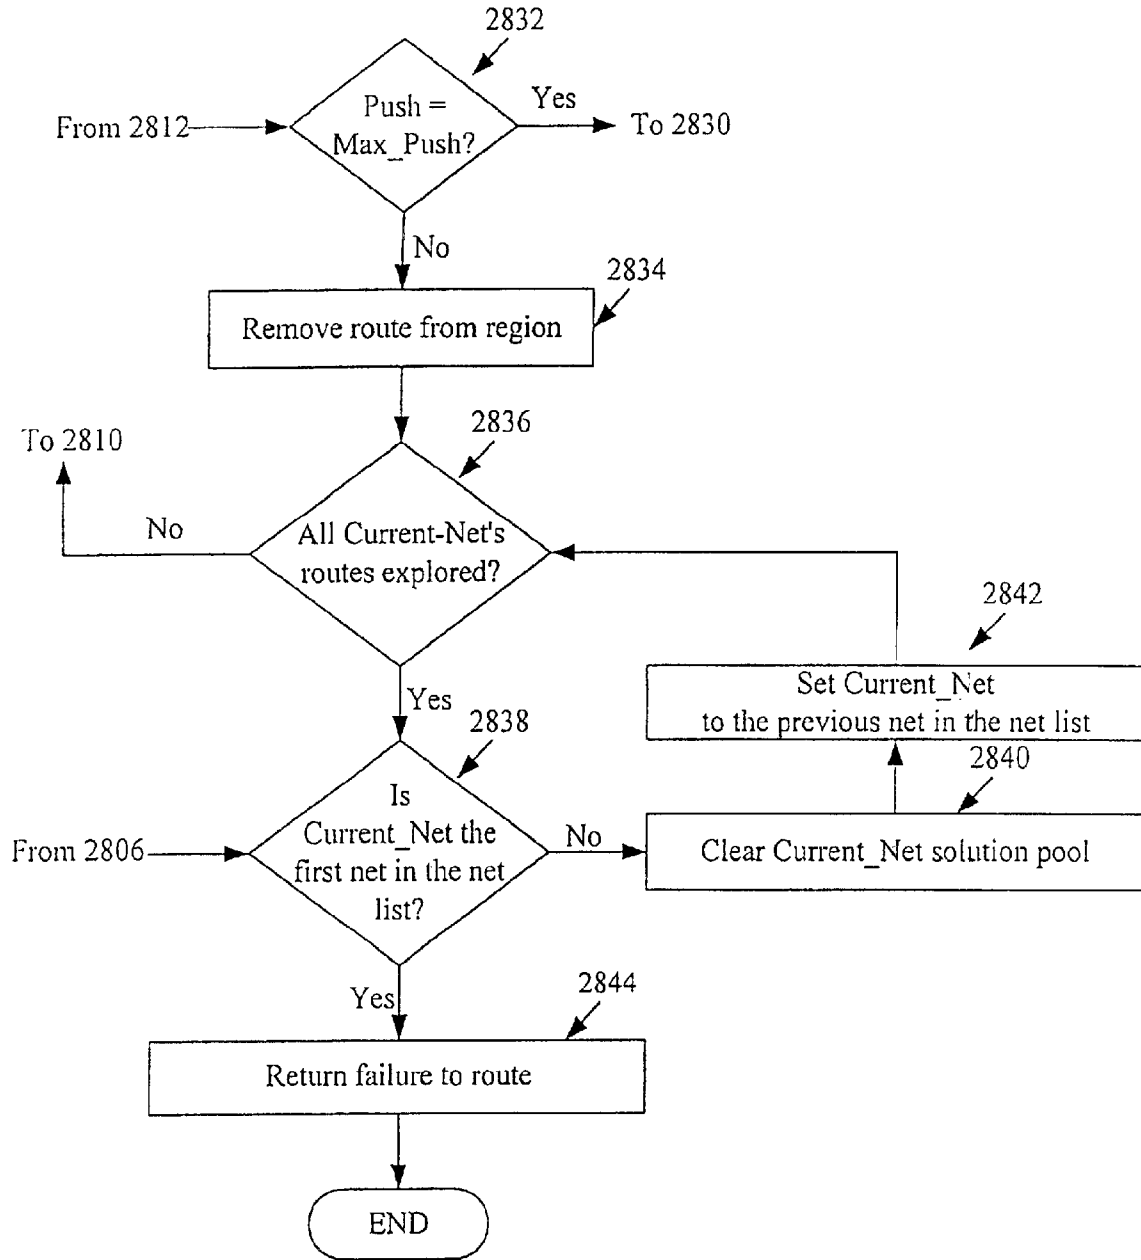 2832
Push =
Max_Push?
Yes
From 2812
To 2830
No
2834
Remove route from region
2836
To 2810
No
All Current-Net's
routes explored?
2842
Set Current_Net
to the previous net in the net list
Yes
2838
2840
Is
Current_Net the
first net in the net
list?
From 2806
No
Clear Current_Net solution pool
Yes
2844
Return failure to route
END